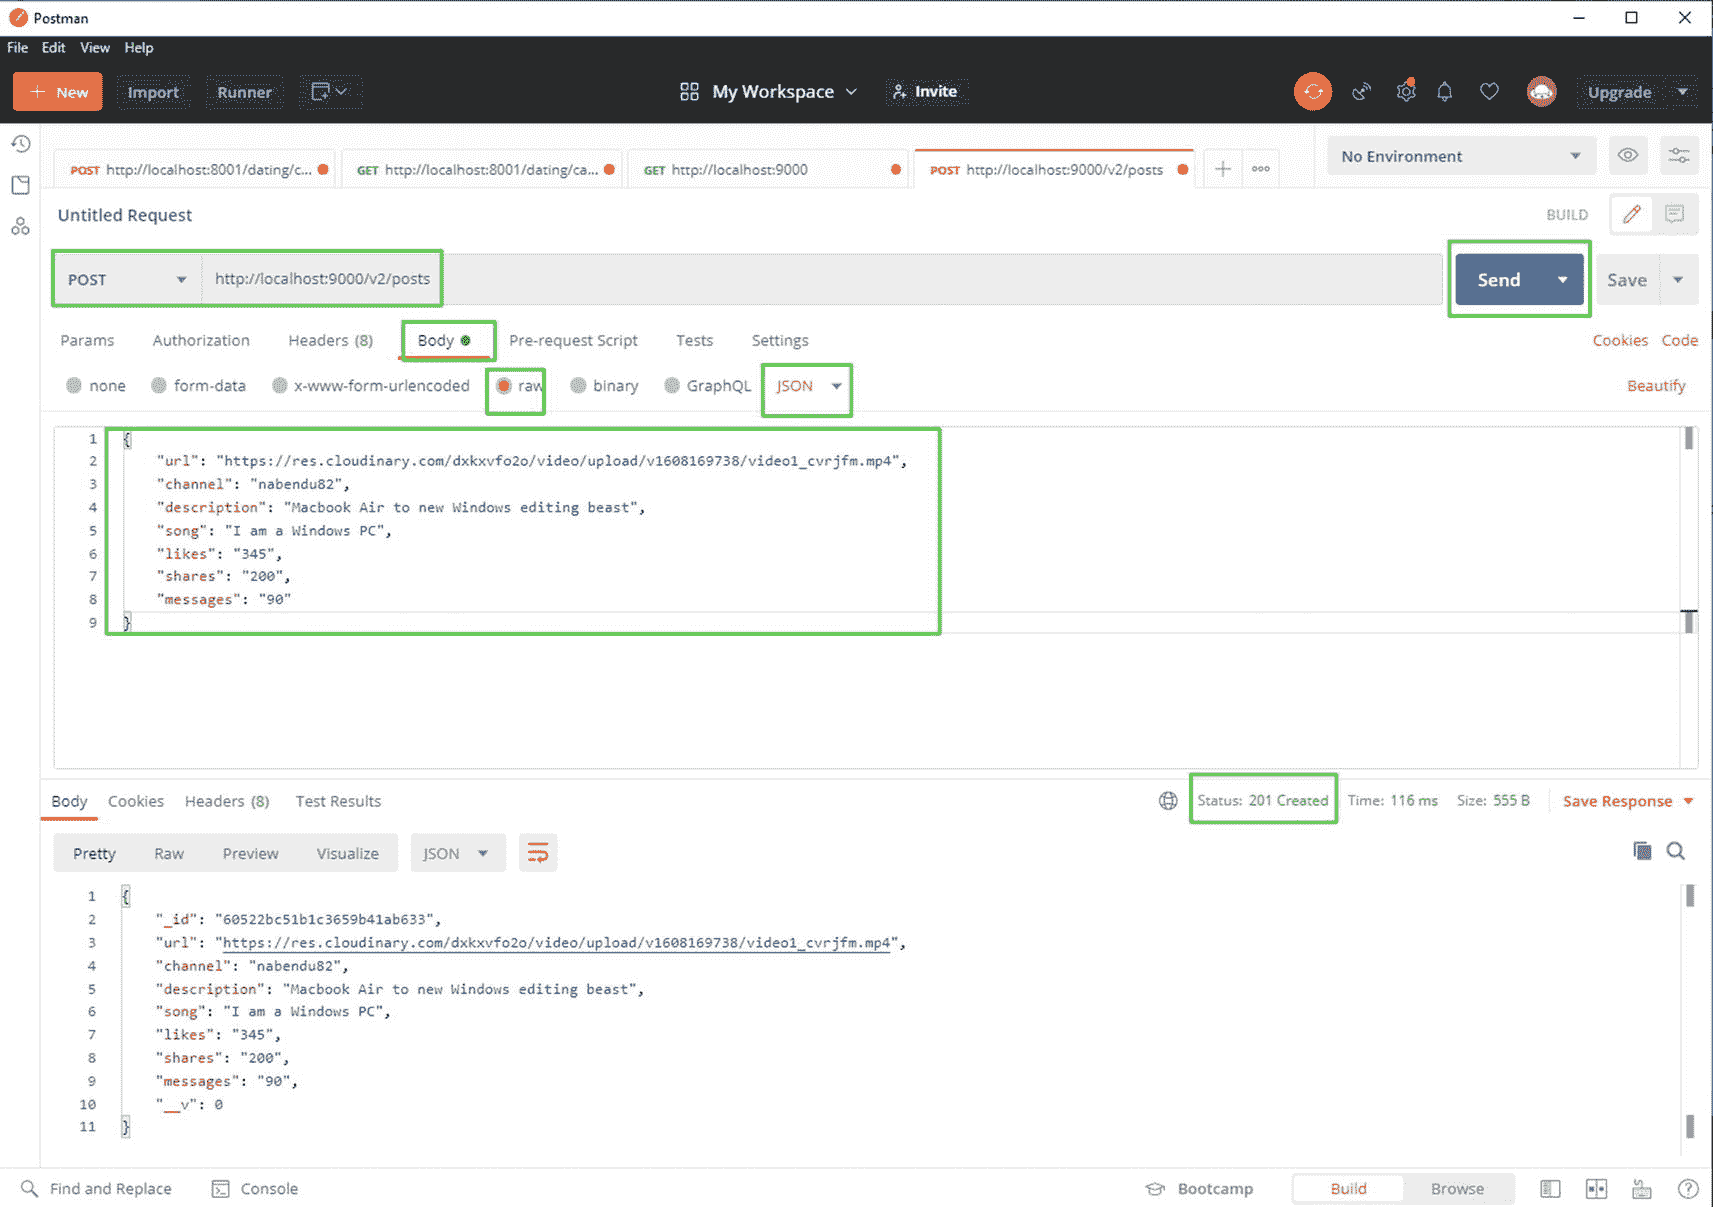 Postman
File Edit View Help
+ New Import Runner My Workspace Invite Upgrade
POST http://localhost:8001/dating/c... GET http://localhost:8001/dating/ca... GET http://localhost:9000 POST http://localhost:9000/v2/posts No Environment
Untitled Request BUILD
POST http://localhost:9000/v2/posts Send Save
Params Authorization Headers (8) Body Pre-request Script Tests Settings Cookies Code
none form-data x-www-form-urlencoded raw binary GraphQL JSON Beautify
1 {
2 "url": "https://res.cloudinary.com/dxkxvfo2o/video/upload/v1608169738/video1_cvrjfm.mp4",
3 "channel": "nabendu82",
4 "description": "Macbook Air to new Windows editing beast",
5 "song": "I am a Windows PC",
6 "likes": "345",
7 "shares": "200",
8 "messages": "90"
9 }
Body Cookies Headers (8) Test Results Status: 201 Created Time: 116 ms Size: 555 B Save Response
Pretty Raw Preview Visualize JSON
1 {
2 "_id": "60522bc51b1c3659b41ab633",
3 "url": "https://res.cloudinary.com/dxkxvfo2o/video/upload/v1608169738/video1_cvrjfm.mp4",
4 "channel": "nabendu82",
5 "description": "Macbook Air to new Windows editing beast",
6 "song": "I am a Windows PC",
7 "likes": "345",
8 "shares": "200",
9 "messages": "90",
10 "__v": 0
11 }
Find and Replace Console Bootcamp Build Browse